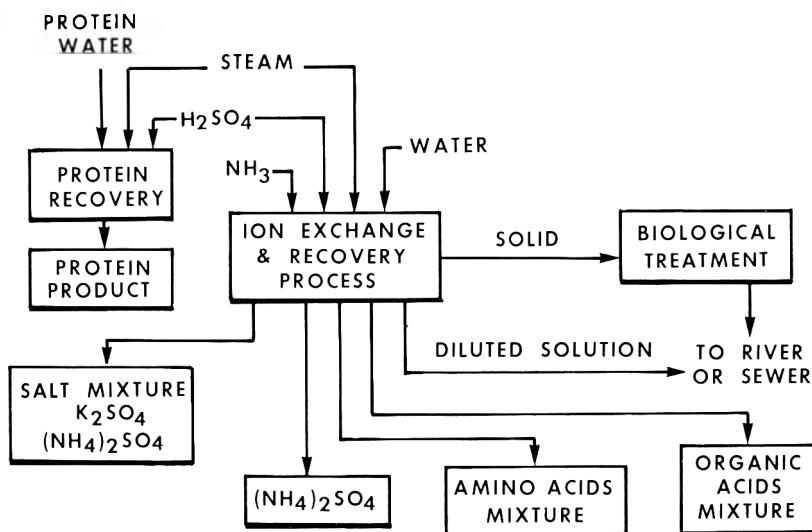 PROTEIN
WATER
STEAM
H2SO4
NH3
WATER
PROTEIN
RECOVERY
ION EXCHANGE
& RECOVERY
PROCESS
SOLID
BIOLOGICAL
TREATMENT
PROTEIN
PRODUCT
DILUTED SOLUTION
TO RIVER
OR SEWER
SALT MIXTURE
K2SO4
(NH4)2SO4
(NH4)2SO4
AMINO ACIDS
MIXTURE
ORGANIC
ACIDS
MIXTURE